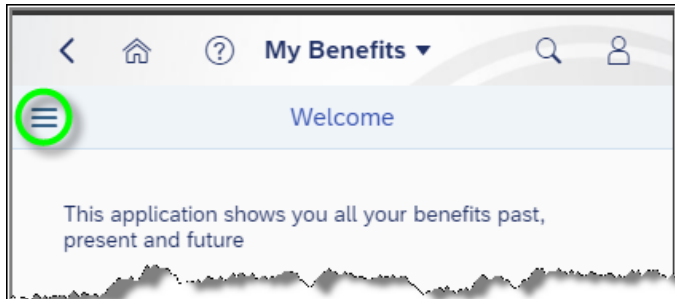 My Benefits
Welcome
This application shows you all your benefits past,
present and future